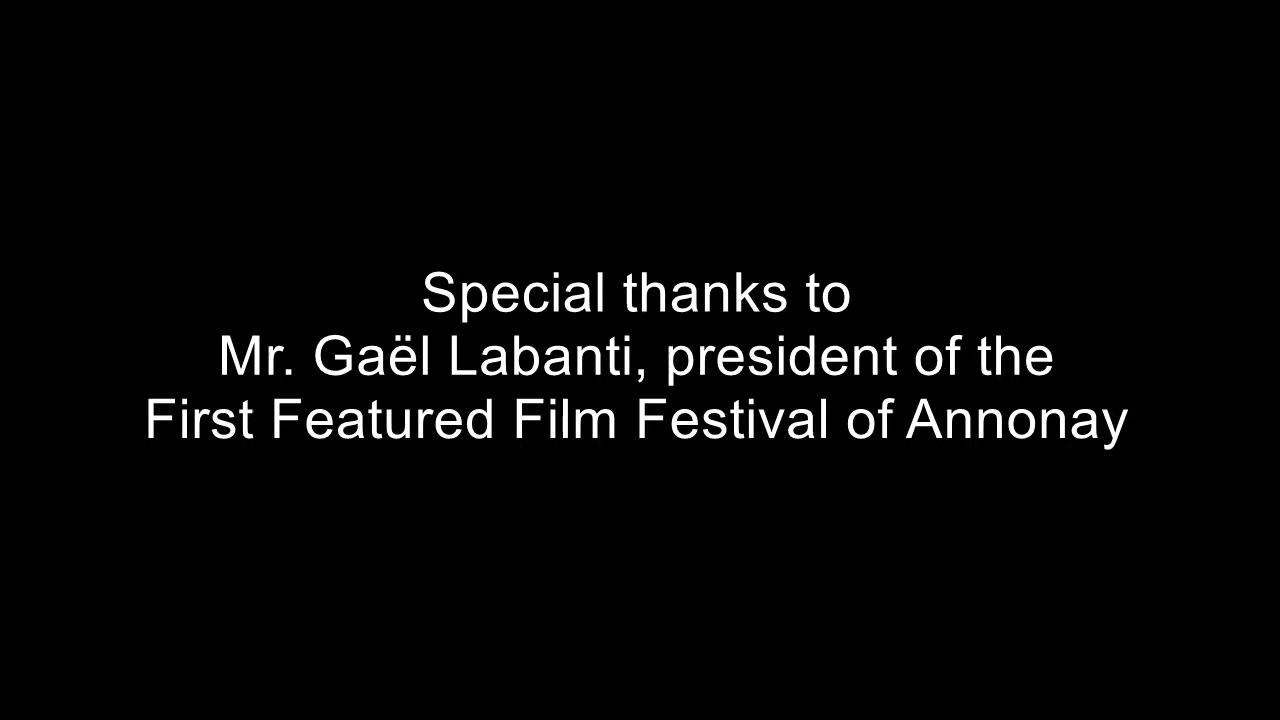 Special thanks to
Mr. Gaël Labanti, president of the
First Featured Film Festival of Annonay